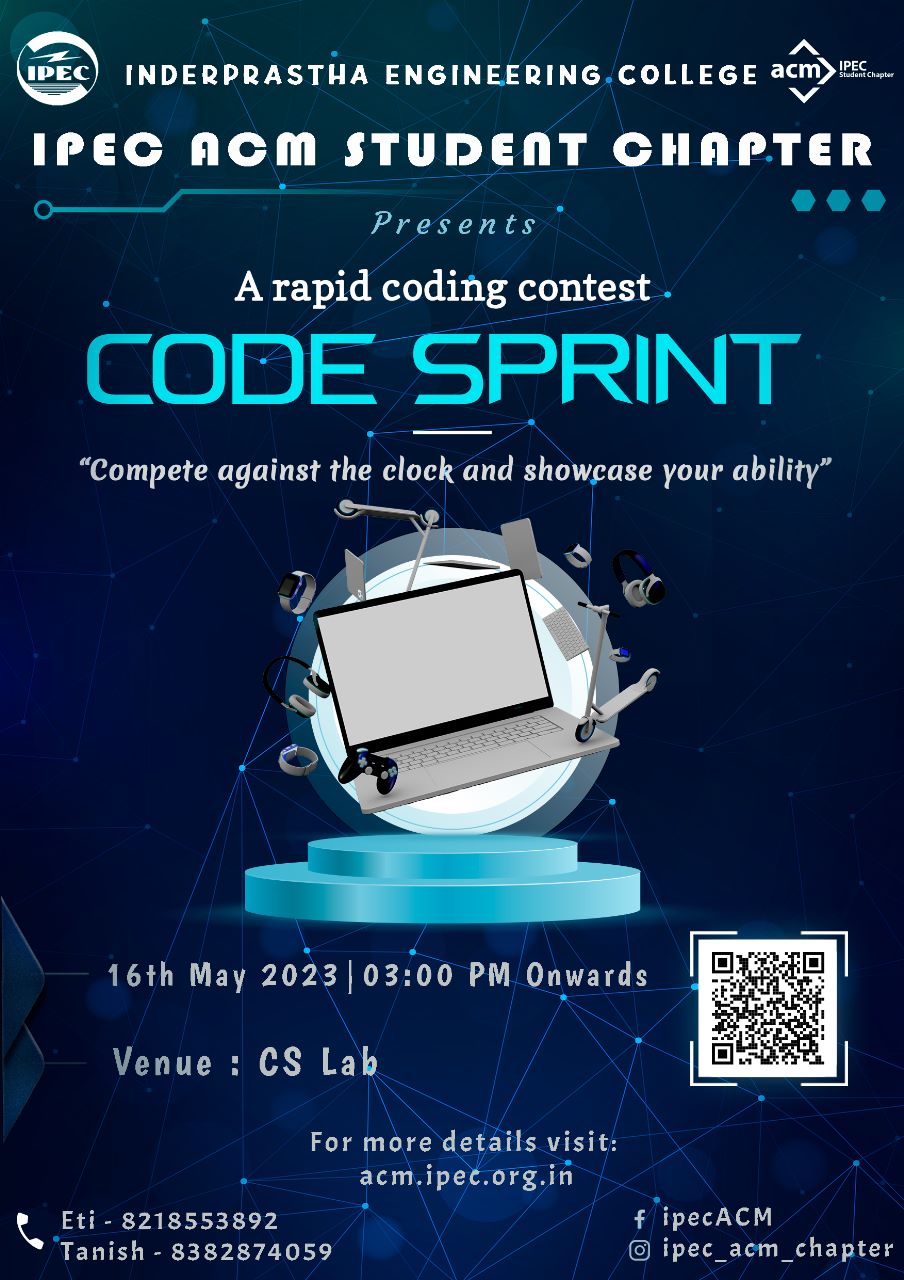 IPEC
INDERPRASTHA ENGINEERING COLLEGE
acm
IPEC
Student Chapter
IPEC ACM STUDENT CHAPTER
Presents
A rapid coding contest
CODE SPRINT
“Compete against the clock and showcase your ability”
16th May 2023|03:00 PM Onwards
Venue : CS Lab
For more details visit:
acm.ipec.org.in
Eti - 8218553892
Tanish - 8382874059
ipecACM
ipec_acm_chapter